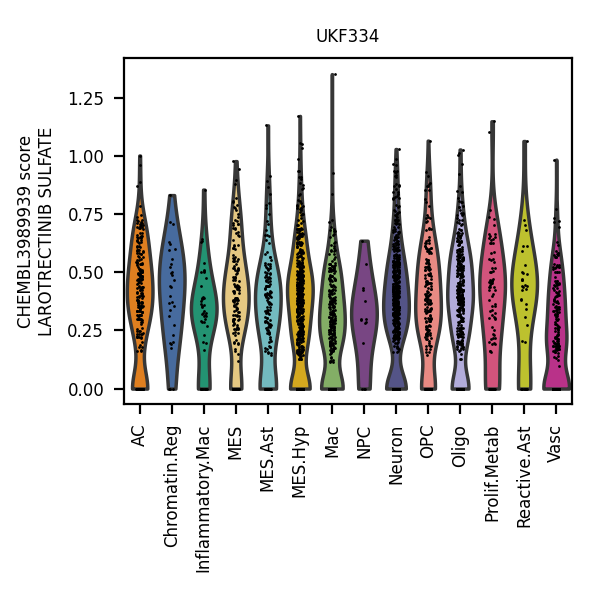 UKF334
CHEMBL3989939 score
LAROTRECTINIB SULFATE
1.25
1.00
0.75
0.50
0.25
0.00
AC
Chromatin.Reg
Inflammatory.Mac
MES
MES.Ast
MES.Hyp
Mac
NPC
Neuron
OPC
Oligo
Prolif.Metab
Reactive.Ast
Vasc